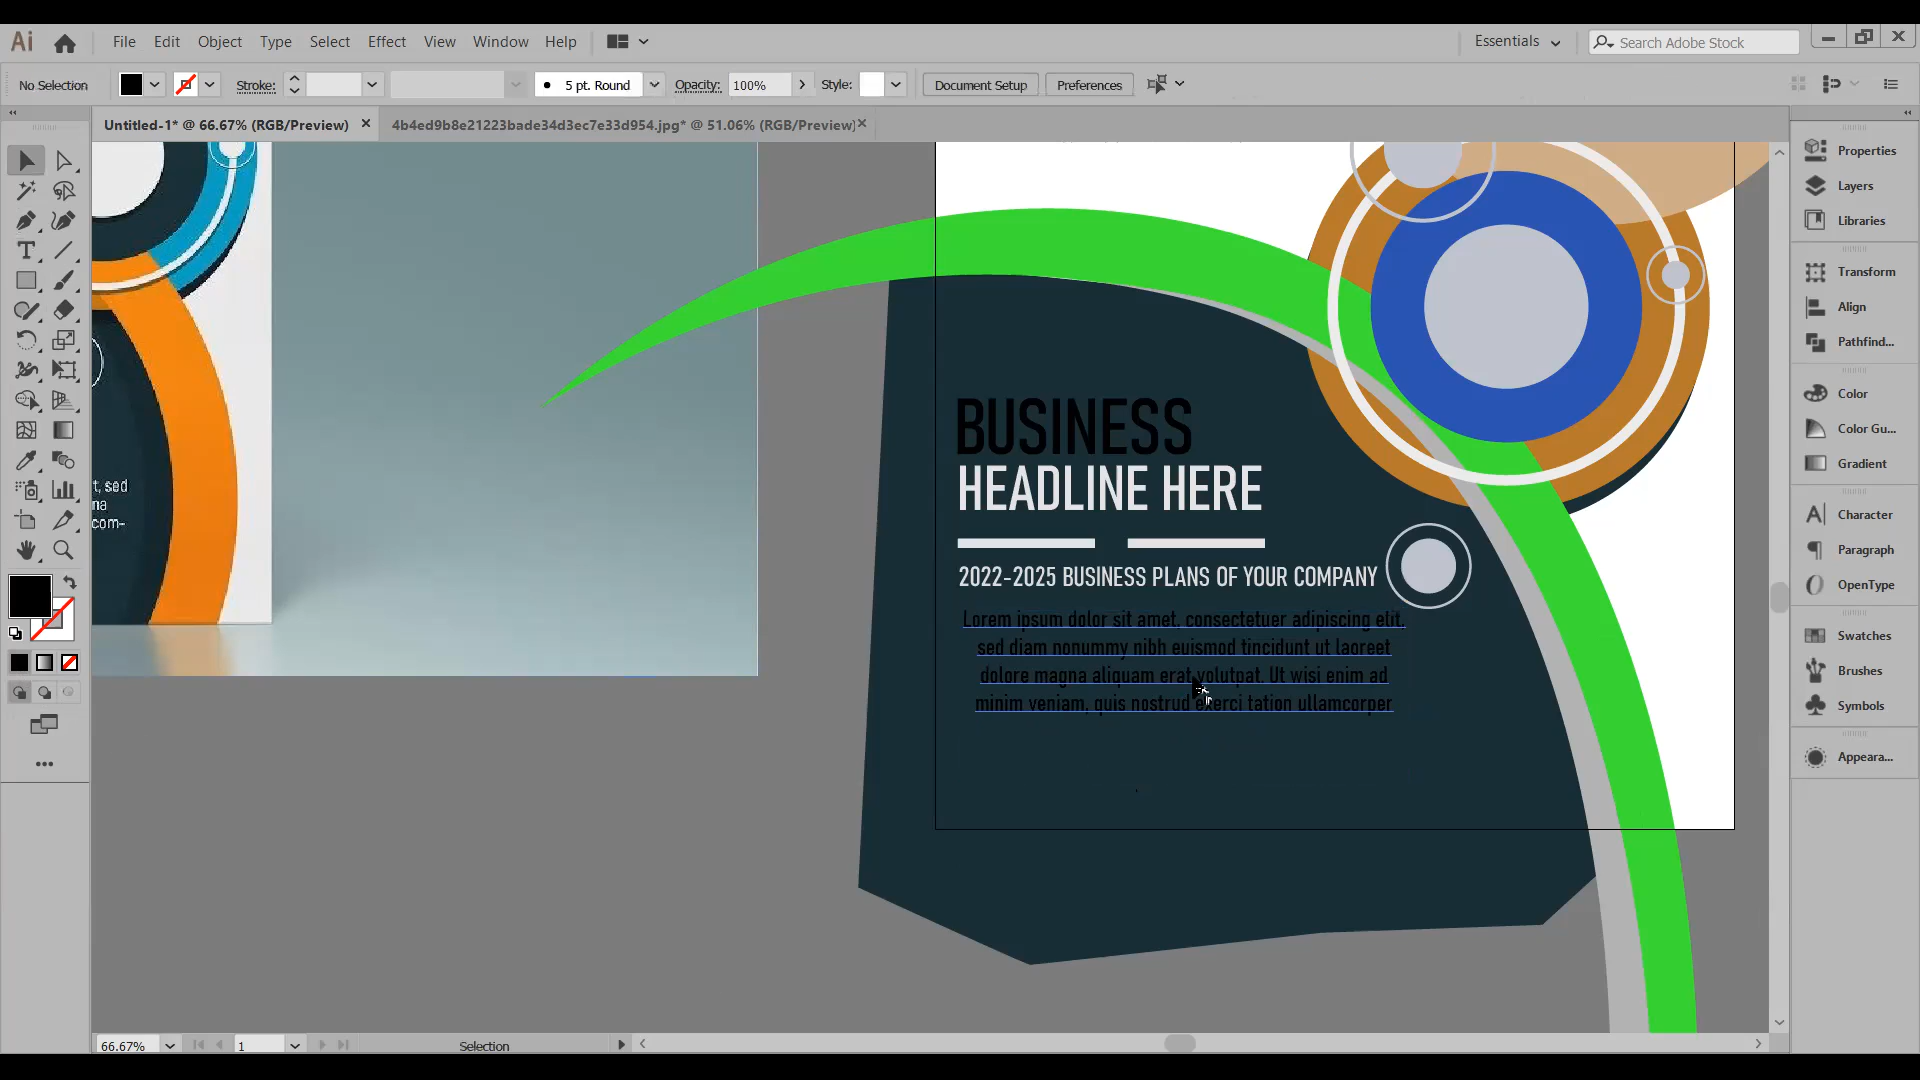 Ai File Edit Object Type Select Effect View Window Help Essentials Search Adobe Stock
No Selection Stroke: 5 pt. Round Opacity: 100% Style: Document Setup Preferences
Untitled-1* @ 66.67% (RGB/Preview) 4b4ed9b8e21223bade34d3ec7e33d954.jpg* @ 51.06% (RGB/Preview)
Properties
Layers
Libraries
Transform
Align
Pathfind...
Color
Color Gu...
Gradient
Character
Paragraph
OpenType
Swatches
Brushes
Symbols
Appeara...
t, sed
na
com-
BUSINESS
HEADLINE HERE
2022-2025 BUSINESS PLANS OF YOUR COMPANY
Lorem ipsum dolor sit amet, consectetuer adipiscing elit,
sed diam nonummy nibh euismod tincidunt ut laoreet
dolore magna aliquam erat volutpat. Ut wisi enim ad
minim veniam, quis nostrud exerci tation ullamcorper
66.67% 1 Selection